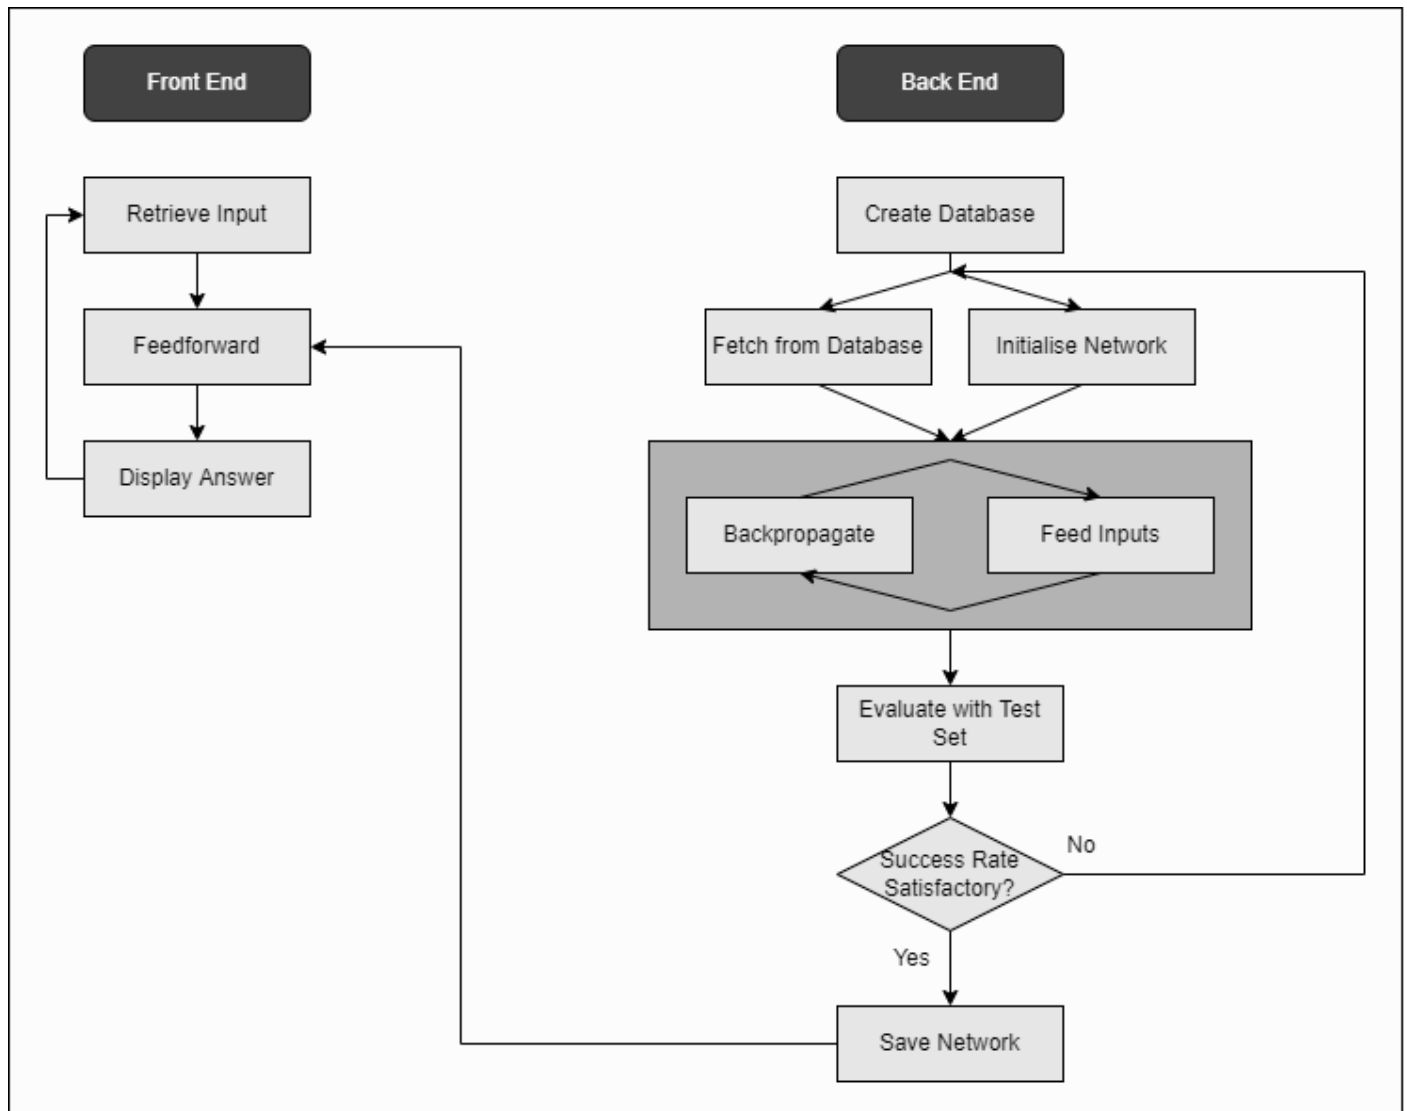 Front End
Back End
Retrieve Input
Create Database
Feedforward
Fetch from Database
Initialise Network
Display Answer
Backpropagate
Feed Inputs
Evaluate with Test
Set
Success Rate
Satisfactory?
No
Yes
Save Network